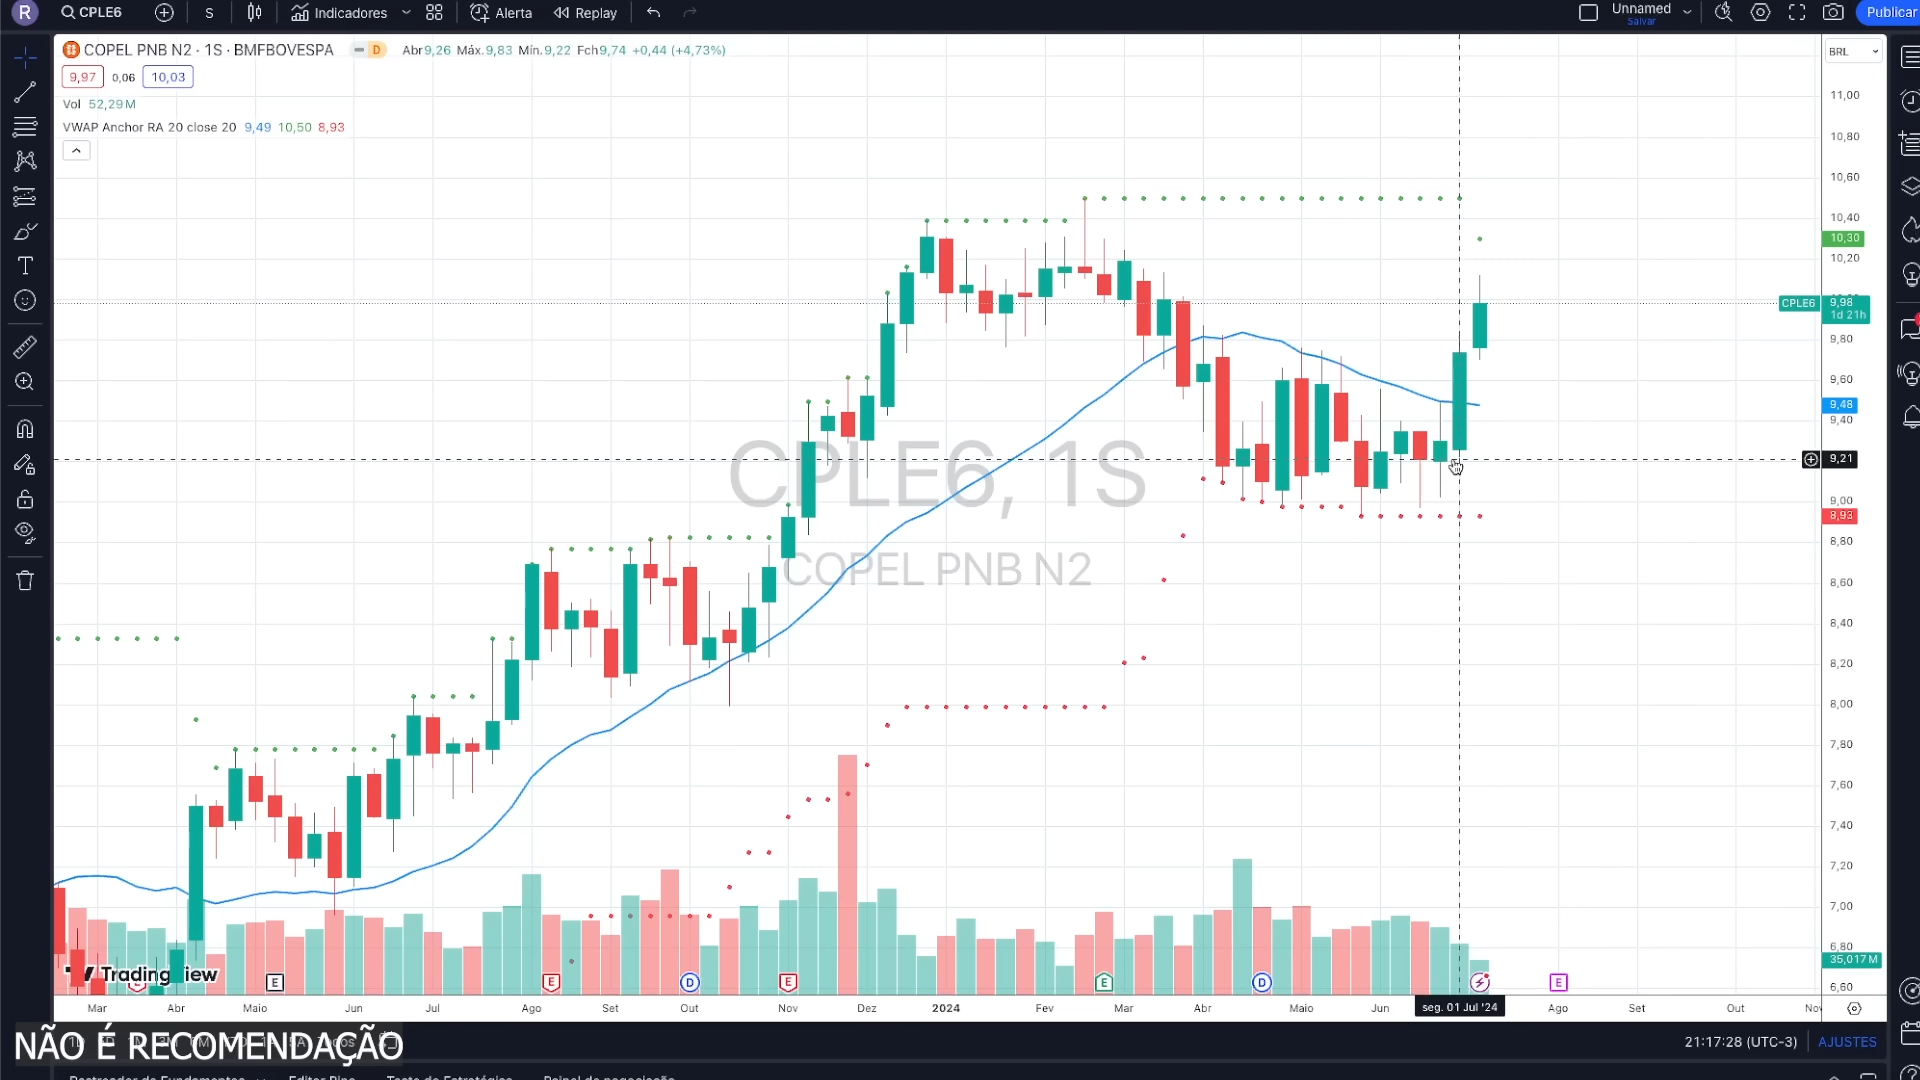 R CPLE6 S Indicadores Alerta Replay Unnamed Salvar Publicar
COPEL PNB N2 · 1S · BMFBOVESPA D Abr9,26 Máx.9,83 Mín.9,22 Fch9,74 +0,44 (+4,73%) BRL
9,97 0,06 10,03
Vol 52,29M
VWAP Anchor RA 20 close 20 9,49 10,50 8,93
11,00
10,80
10,60
10,40
10,30
10,20
CPLE6 9,98
1d 21h
9,80
9,60
9,48
9,40
9,21
9,00
8,93
8,80
8,60
8,40
8,20
8,00
7,80
7,60
7,40
7,20
7,00
6,80
35,017M
6,60
CPLE6, 1S
COPEL PNB N2
TradingView
E E D E E D E
Mar Abr Maio Jun Jul Ago Set Out Nov Dez 2024 Fev Mar Abr Maio Jun seg. 01 Jul '24 Ago Set Out Nov
NÃO É RECOMENDAÇÃO
21:17:28 (UTC-3) AJUSTES